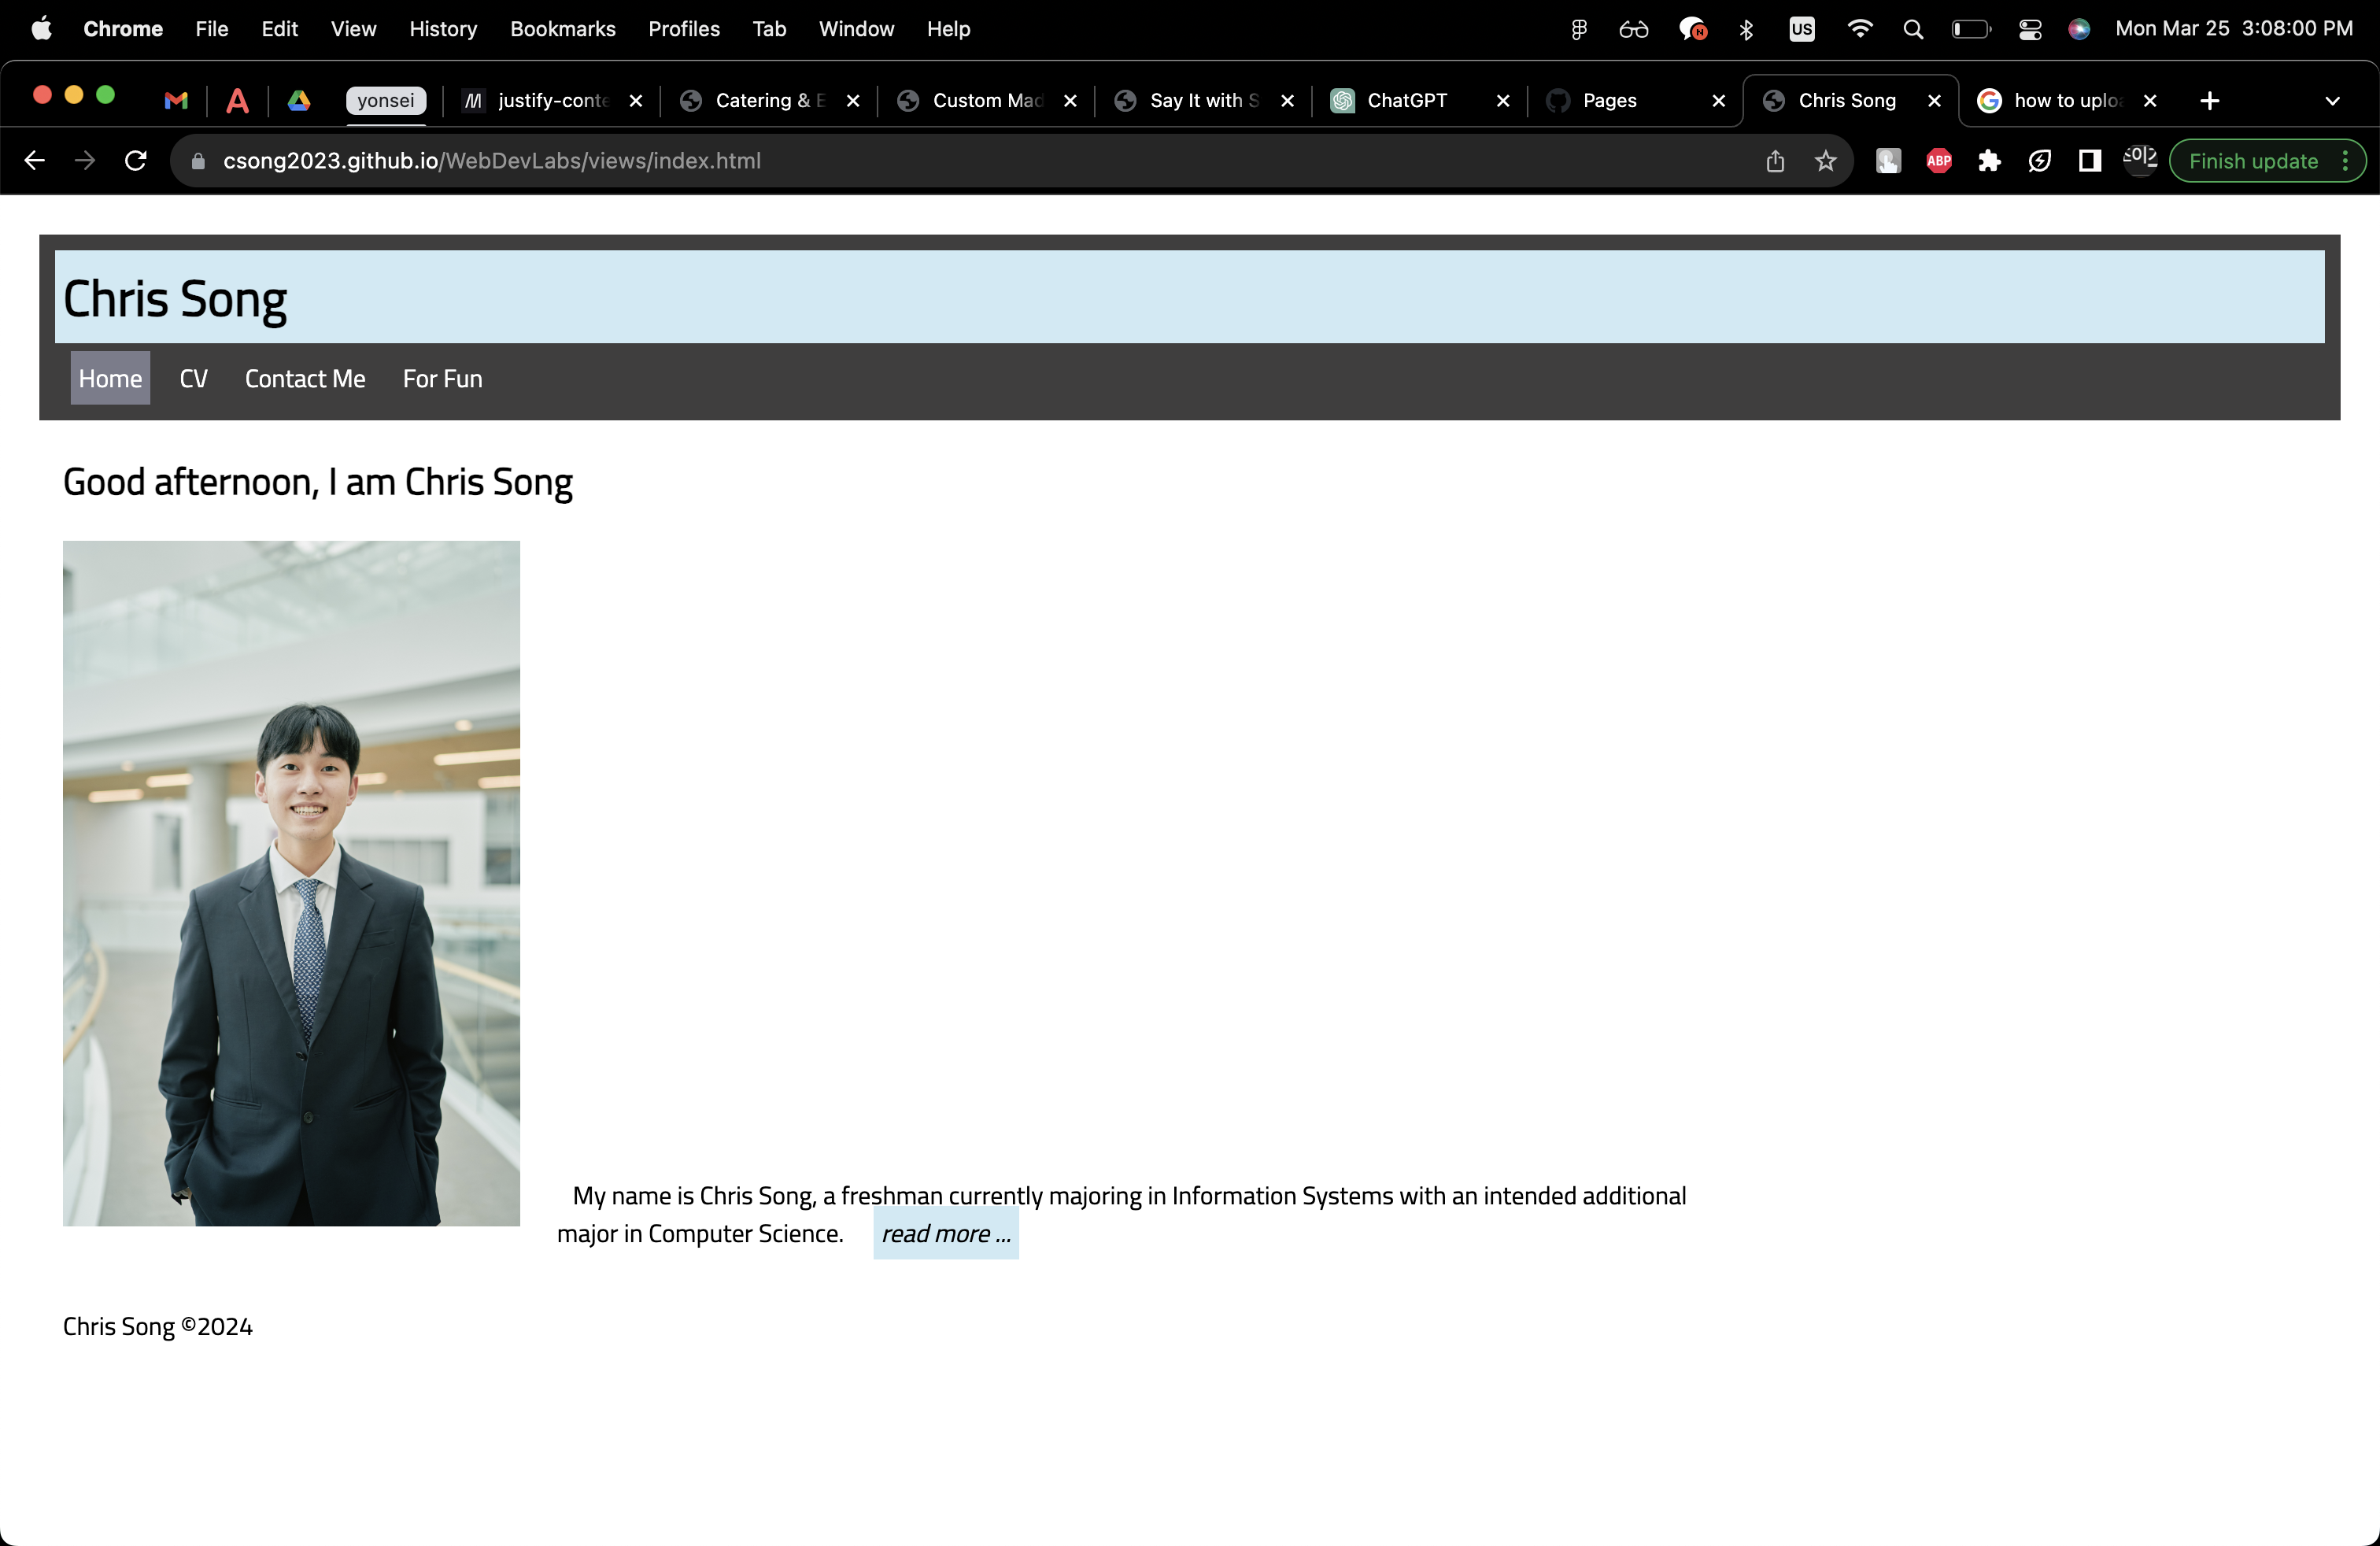 Chrome File Edit View History Bookmarks Profiles Tab Window Help US Mon Mar 25 3:08:00 PM
yonsei justify-conte Catering & E Custom Mad Say It with S ChatGPT Pages Chris Song how to uploa
csong2023.github.io/WebDevLabs/views/index.html ABP Finish update
Chris Song
Home CV Contact Me For Fun
Good afternoon, I am Chris Song
My name is Chris Song, a freshman currently majoring in Information Systems with an intended additional
major in Computer Science. read more ...
Chris Song ©2024